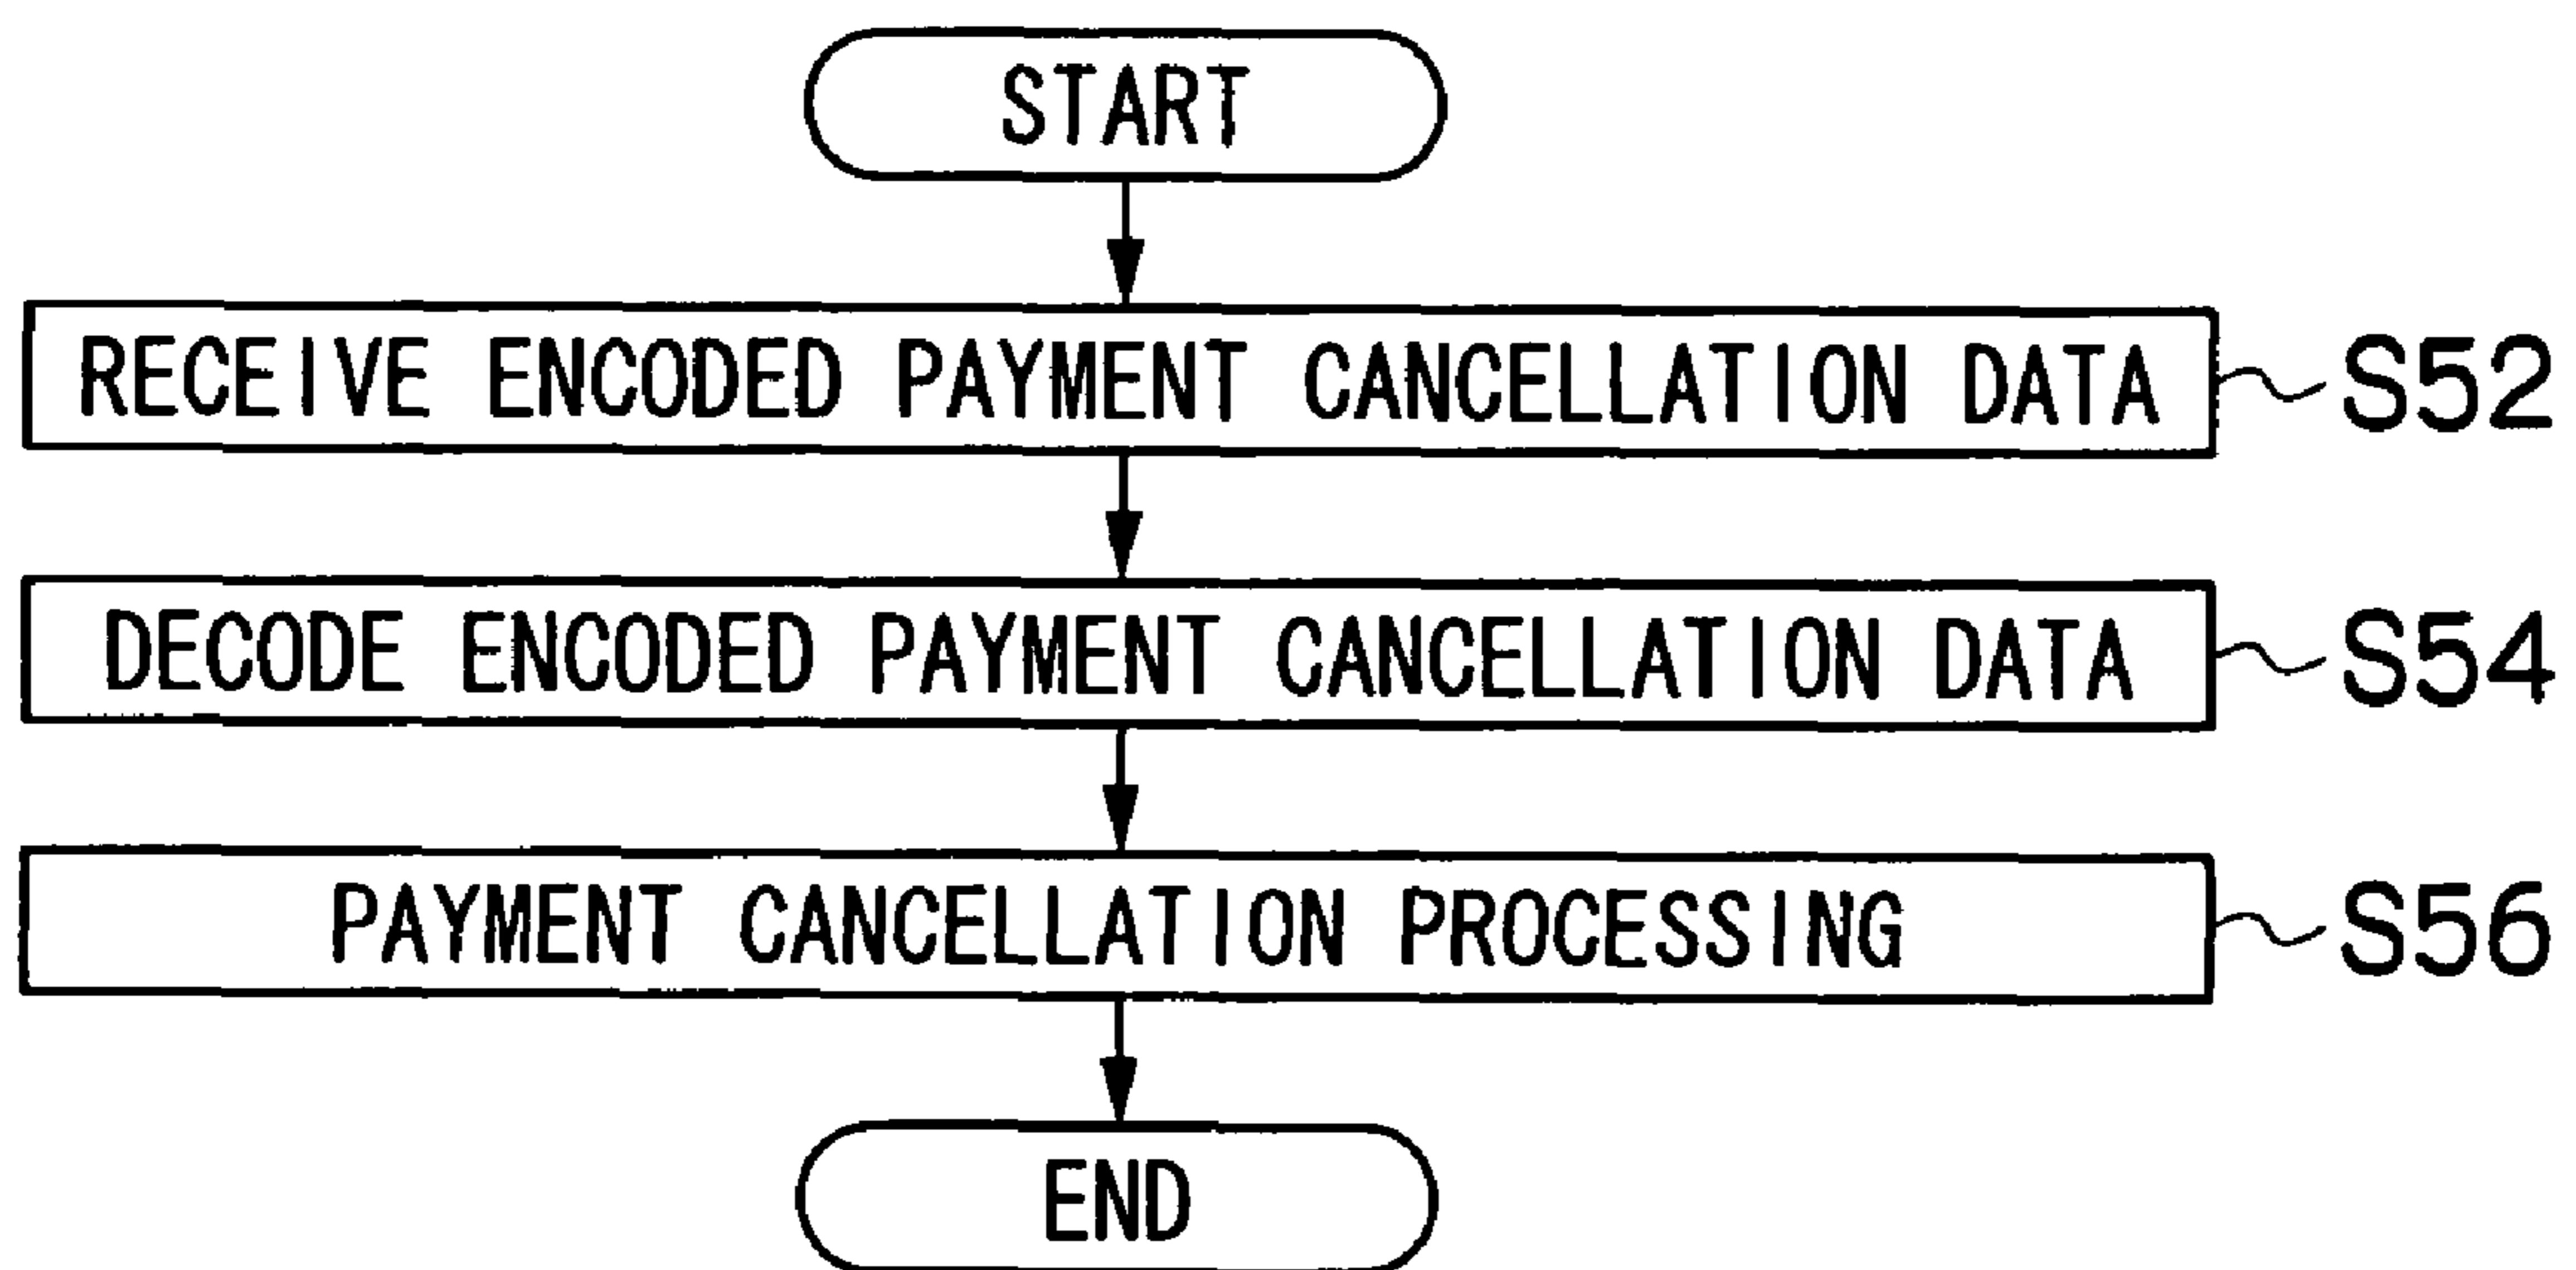 START
RECEIVE ENCODED PAYMENT CANCELLATION DATA S52
DECODE ENCODED PAYMENT CANCELLATION DATA S54
PAYMENT CANCELLATION PROCESSING S56
END